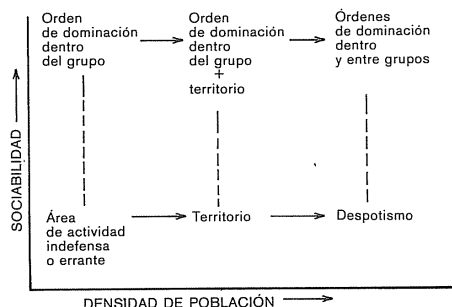 Orden
de dominación
dentro
del grupo
Orden
de dominación
dentro
del grupo
+
territorio
Órdenes
de dominación
dentro
y entre grupos
SOCIABILIDAD
Área
de actividad
indefensa
o errante
Territorio
Despotismo
DENSIDAD DE POBLACIÓN